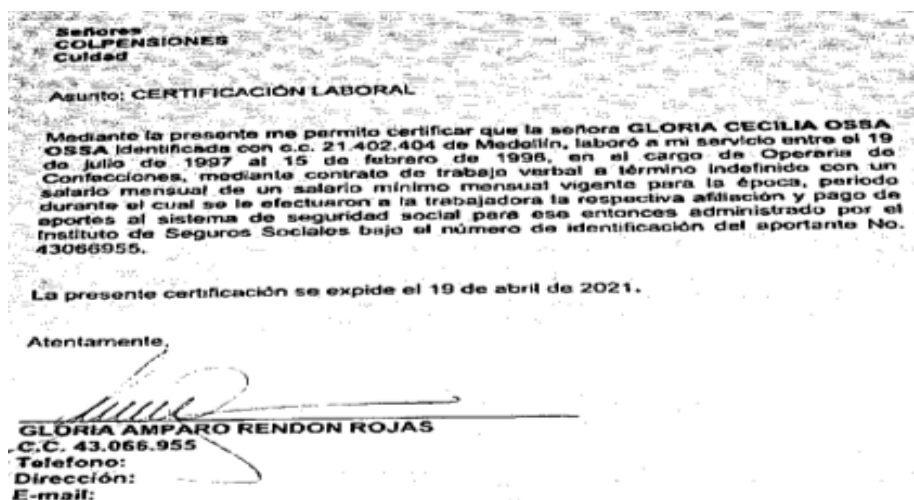 Señores
COLPENSIONES
Cuidad
Asunto: CERTIFICACIÓN LABORAL
Mediante la presente me permito certificar que la señora GLORIA CECILIA OSSA
OSSA identificada con c.c. 21.402.404 de Medellín, laboró a mi servicio entre el 19
de julio de 1997 al 15 de febrero de 1998, en el cargo de Operaria de
Confecciones, mediante contrato de trabajo verbal a término indefinido con un
salario mensual de un salario mínimo mensual vigente para la época, periodo
durante el cual se le efectuaron a la trabajadora la respectiva afiliación y pago de
aportes al sistema de seguridad social para ese entonces administrado por el
Instituto de Seguros Sociales bajo el número de identificación del aportante No.
43066955.
La presente certificación se expide el 19 de abril de 2021.
Atentamente,
GLORIA AMPARO RENDON ROJAS
C.C. 43.066.955
Telefono:
Dirección:
E-mail: